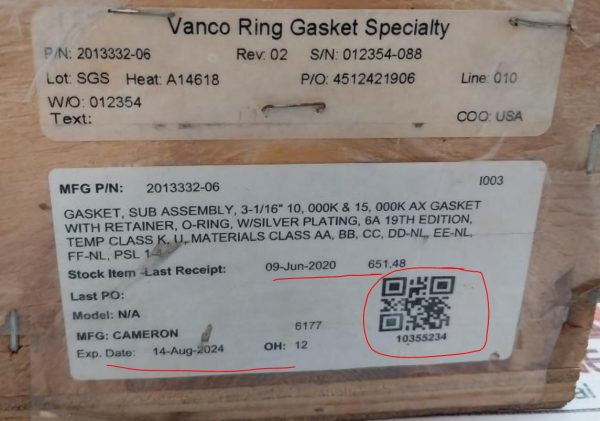 Vanco Ring Gasket Specialty
P/N: 2013332-06 Rev: 02 S/N: 012354-088
Lot: SGS Heat: A14618 P/O: 4512421906 Line: 010
W/O: 012354
Text: COO: USA
MFG P/N: 2013332-06 I003
GASKET, SUB ASSEMBLY, 3-1/16" 10, 000K & 15, 000K AX GASKET
WITH RETAINER, O-RING, W/SILVER PLATING, 6A 19TH EDITION,
TEMP CLASS K, U, MATERIALS CLASS AA, BB, CC, DD-NL, EE-NL,
FF-NL, PSL
Stock Item -Last Receipt: 09-Jun-2020 651.48
Last PO:
Model: N/A
MFG: CAMERON 6177
Exp. Date: 14-Aug-2024 OH: 12
10355234